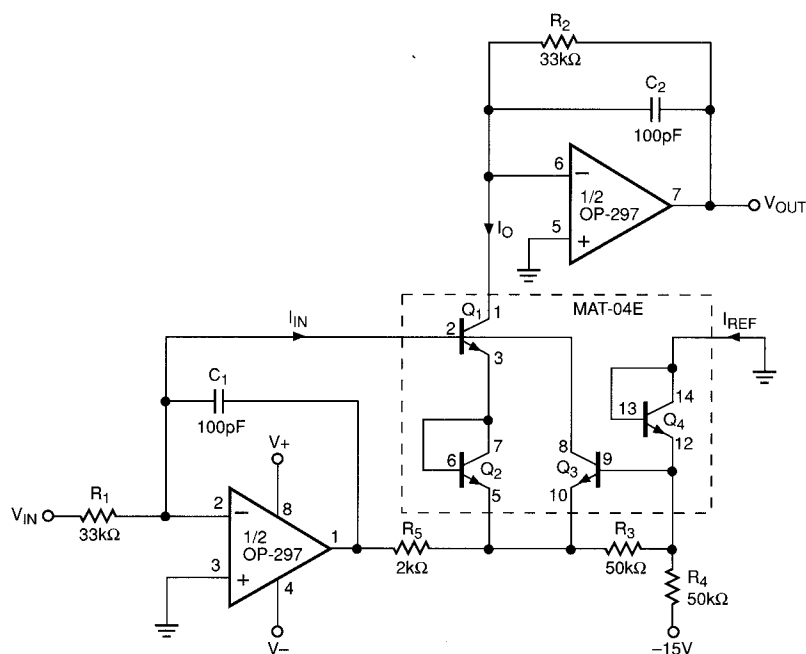 R2
33kΩ
C2
100pF
6
−
1/2
OP-297
7
VOUT
5
+
IO
MAT-04E
Q1
1
IIN
2
3
IREF
C1
100pF
14
13
Q4
12
7
6
Q2
5
8
Q3
9
10
V+
8
R1
VIN
33kΩ
2
−
1/2
OP-297
1
3
+
4
V−
R5
2kΩ
R3
50kΩ
R4
50kΩ
−15V